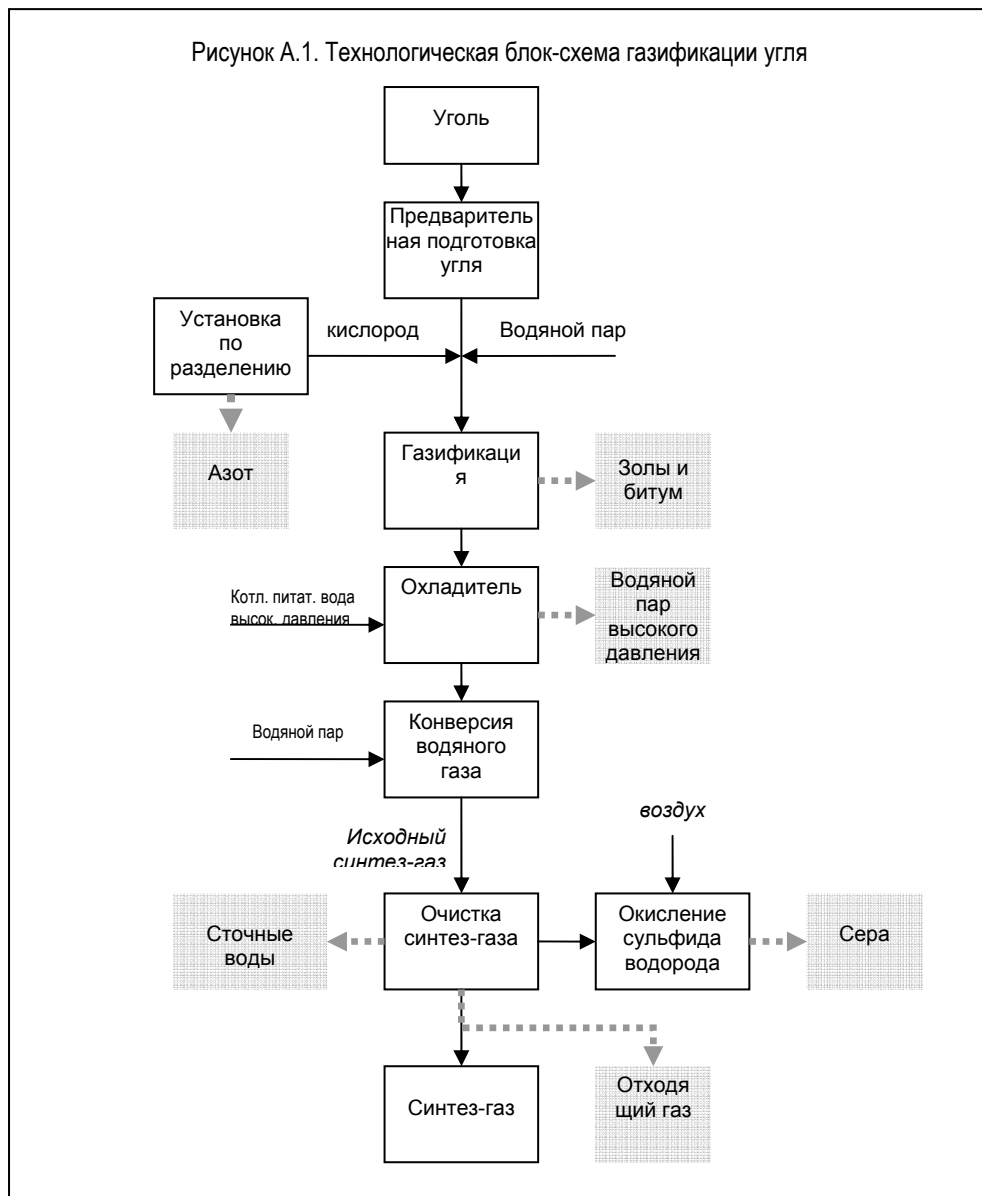 Рисунок А.1. Технологическая блок-схема газификации угля
Уголь
Предваритель
ная подготовка
угля
Установка
по
разделению
кислород
Водяной пар
Азот
Газификаци
я
Золы и
битум
Котл. питат. вода
высок. давления
Охладитель
Водяной
пар
высокого
давления
Водяной пар
Конверсия
водяного
газа
Исходный
синтез-газ
воздух
Сточные
воды
Очистка
синтез-газа
Окисление
сульфида
водорода
Сера
Синтез-газ
Отходя
щий газ